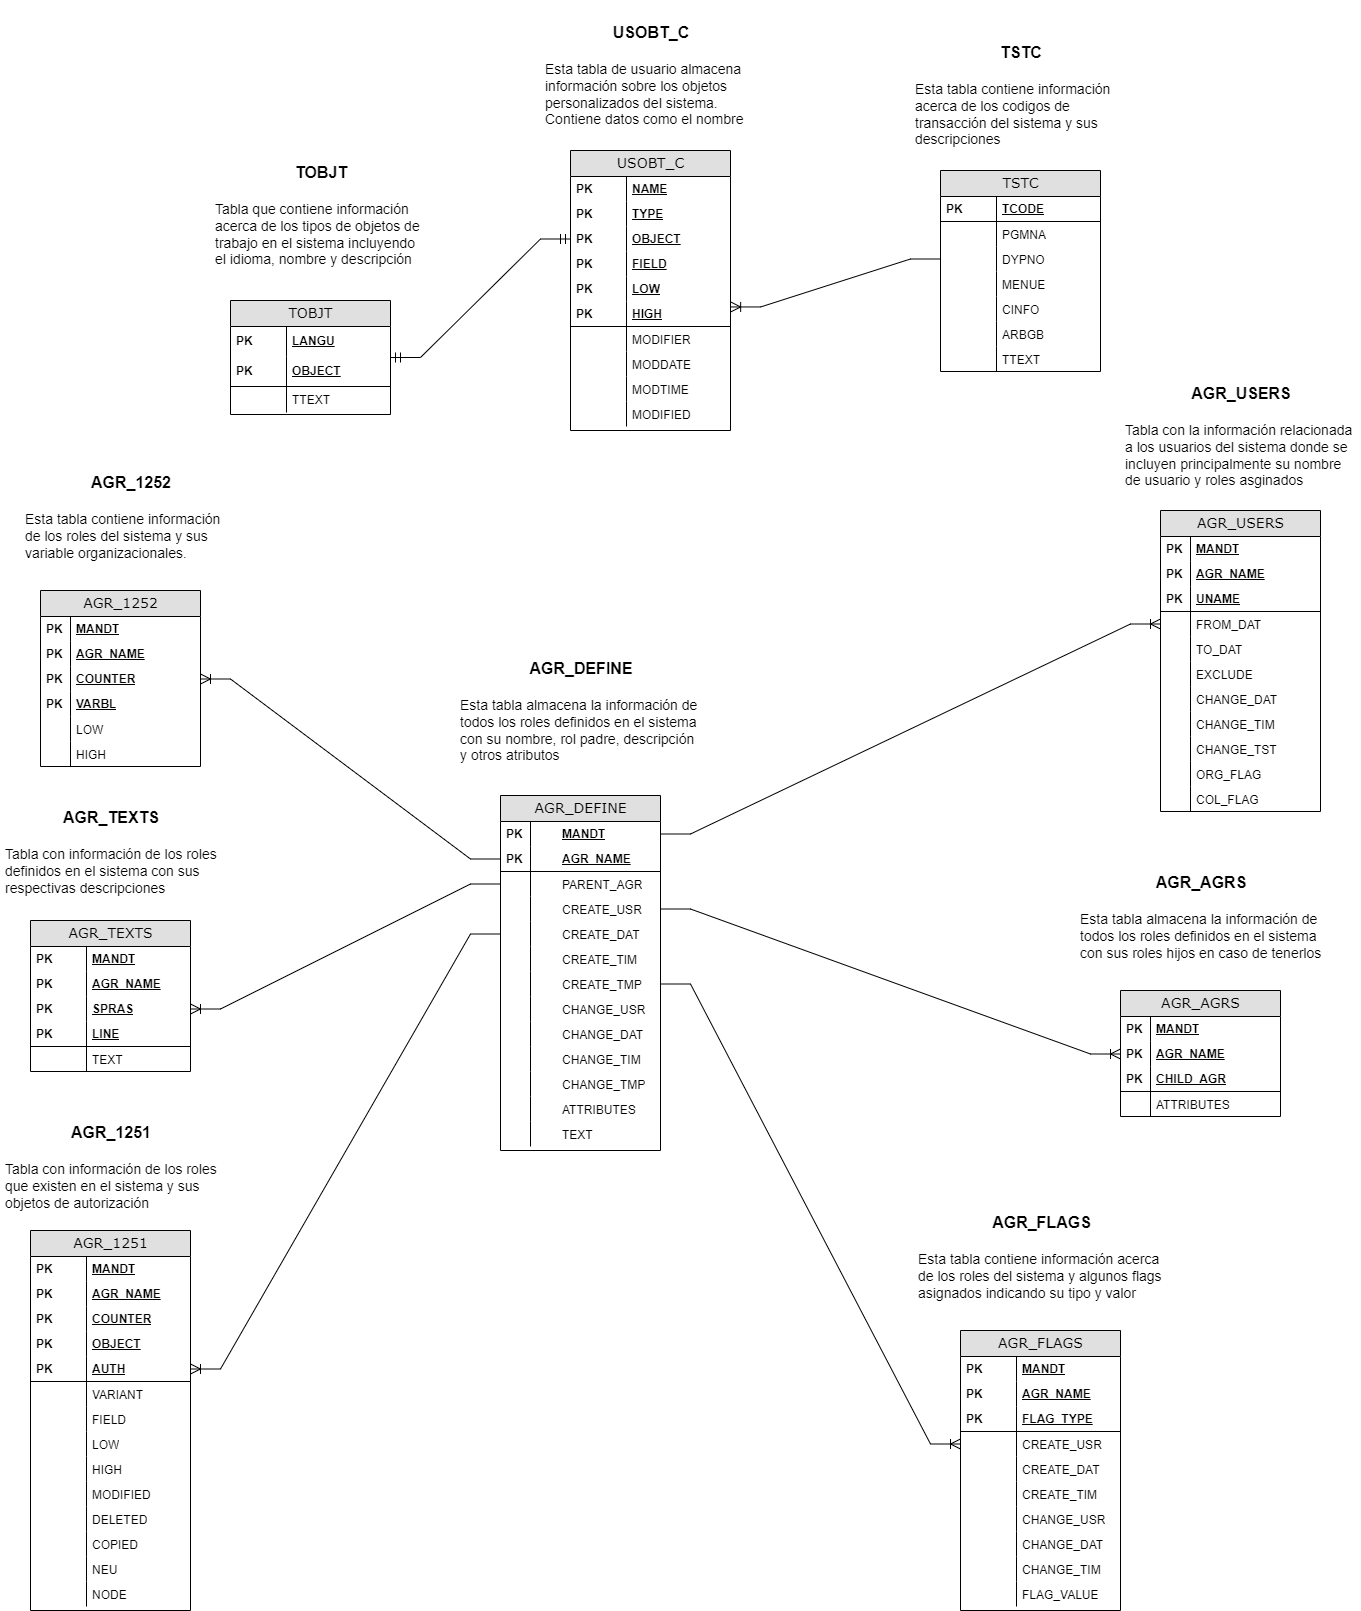 USOBT_C
Esta tabla de usuario almacena
información sobre los objetos
personalizados del sistema.
Contiene datos como el nombre
USOBT_C
PK NAME
PK TYPE
PK OBJECT
PK FIELD
PK LOW
PK HIGH
MODIFIER
MODDATE
MODTIME
MODIFIED
TSTC
Esta tabla contiene información
acerca de los codigos de
transacción del sistema y sus
descripciones
TSTC
PK TCODE
PGMNA
DYPNO
MENUE
CINFO
ARBGB
TTEXT
TOBJT
Tabla que contiene información
acerca de los tipos de objetos de
trabajo en el sistema incluyendo
el idioma, nombre y descripción
TOBJT
PK LANGU
PK OBJECT
TTEXT
AGR_USERS
Tabla con la información relacionada
a los usuarios del sistema donde se
incluyen principalmente su nombre
de usuario y roles asginados
AGR_USERS
PK MANDT
PK AGR_NAME
PK UNAME
FROM_DAT
TO_DAT
EXCLUDE
CHANGE_DAT
CHANGE_TIM
CHANGE_TST
ORG_FLAG
COL_FLAG
AGR_1252
Esta tabla contiene información
de los roles del sistema y sus
variable organizacionales.
AGR_1252
PK MANDT
PK AGR_NAME
PK COUNTER
PK VARBL
LOW
HIGH
AGR_DEFINE
Esta tabla almacena la información de
todos los roles definidos en el sistema
con su nombre, rol padre, descripción
y otros atributos
AGR_DEFINE
PK MANDT
PK AGR_NAME
PARENT_AGR
CREATE_USR
CREATE_DAT
CREATE_TIM
CREATE_TMP
CHANGE_USR
CHANGE_DAT
CHANGE_TIM
CHANGE_TMP
ATTRIBUTES
TEXT
AGR_TEXTS
Tabla con información de los roles
definidos en el sistema con sus
respectivas descripciones
AGR_TEXTS
PK MANDT
PK AGR_NAME
PK SPRAS
PK LINE
TEXT
AGR_AGRS
Esta tabla almacena la información de
todos los roles definidos en el sistema
con sus roles hijos en caso de tenerlos
AGR_AGRS
PK MANDT
PK AGR_NAME
PK CHILD_AGR
ATTRIBUTES
AGR_1251
Tabla con información de los roles
que existen en el sistema y sus
objetos de autorización
AGR_1251
PK MANDT
PK AGR_NAME
PK COUNTER
PK OBJECT
PK AUTH
VARIANT
FIELD
LOW
HIGH
MODIFIED
DELETED
COPIED
NEU
NODE
AGR_FLAGS
Esta tabla contiene información acerca
de los roles del sistema y algunos flags
asignados indicando su tipo y valor
AGR_FLAGS
PK MANDT
PK AGR_NAME
PK FLAG_TYPE
CREATE_USR
CREATE_DAT
CREATE_TIM
CHANGE_USR
CHANGE_DAT
CHANGE_TIM
FLAG_VALUE